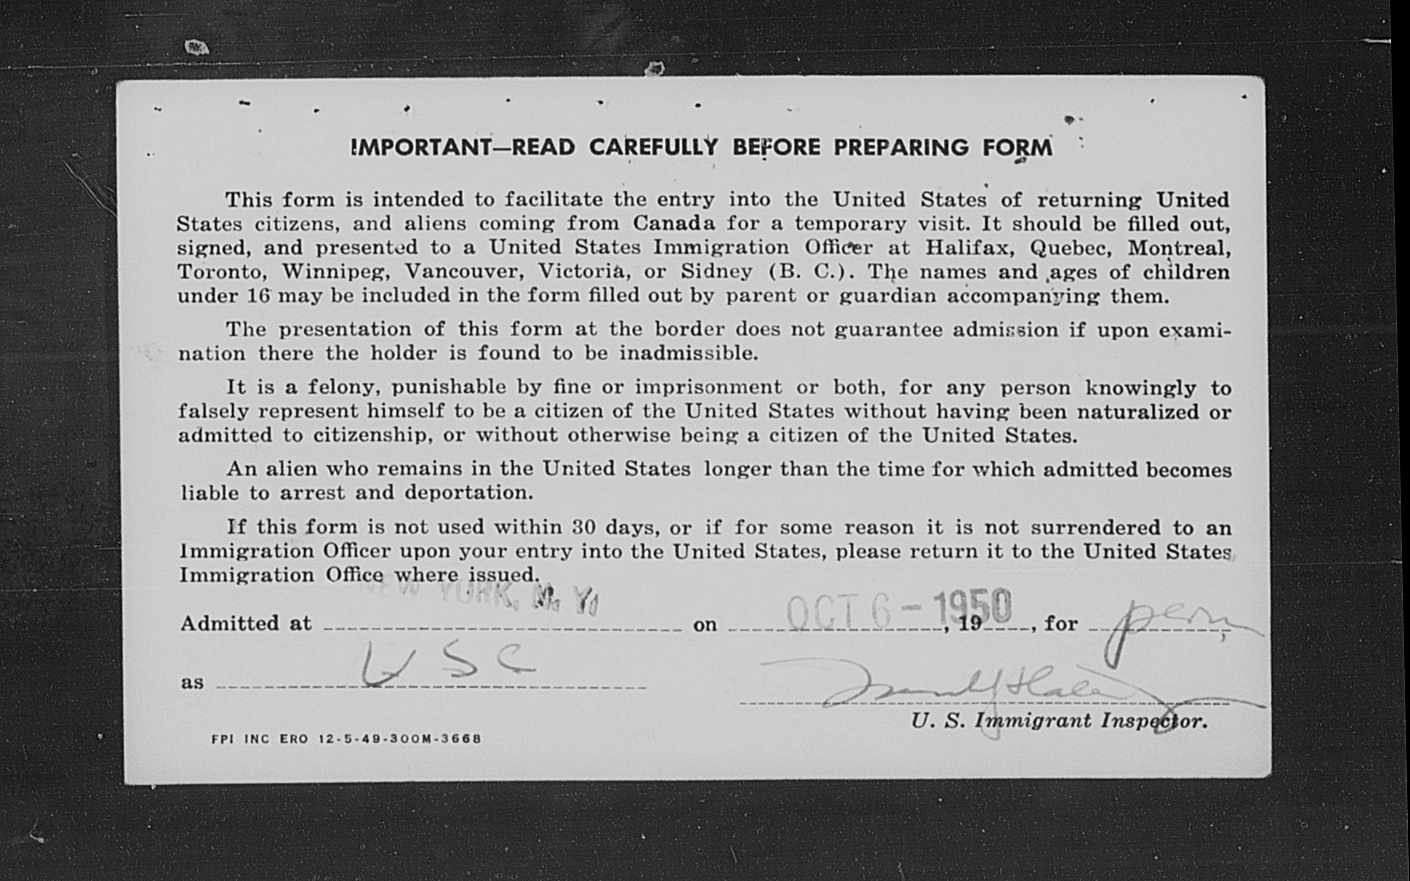 IMPORTANT—READ CAREFULLY BEFORE PREPARING FORM
This form is intended to facilitate the entry into the United States of returning United
States citizens, and aliens coming from Canada for a temporary visit. It should be filled out,
signed, and presented to a United States Immigration Officer at Halifax, Quebec, Montreal,
Toronto, Winnipeg, Vancouver, Victoria, or Sidney (B. C.). The names and ages of children
under 16 may be included in the form filled out by parent or guardian accompanying them.
The presentation of this form at the border does not guarantee admission if upon exami-
nation there the holder is found to be inadmissible.
It is a felony, punishable by fine or imprisonment or both, for any person knowingly to
falsely represent himself to be a citizen of the United States without having been naturalized or
admitted to citizenship, or without otherwise being a citizen of the United States.
An alien who remains in the United States longer than the time for which admitted becomes
liable to arrest and deportation.
If this form is not used within 30 days, or if for some reason it is not surrendered to an
Immigration Officer upon your entry into the United States, please return it to the United States
Immigration Office where issued.
Admitted at NEW YORK, N. Y. on OCT 6 - 1950, 19, for perm
as USC
U. S. Immigrant Inspector.
FPI INC ERO 12-5-49-300M-3668